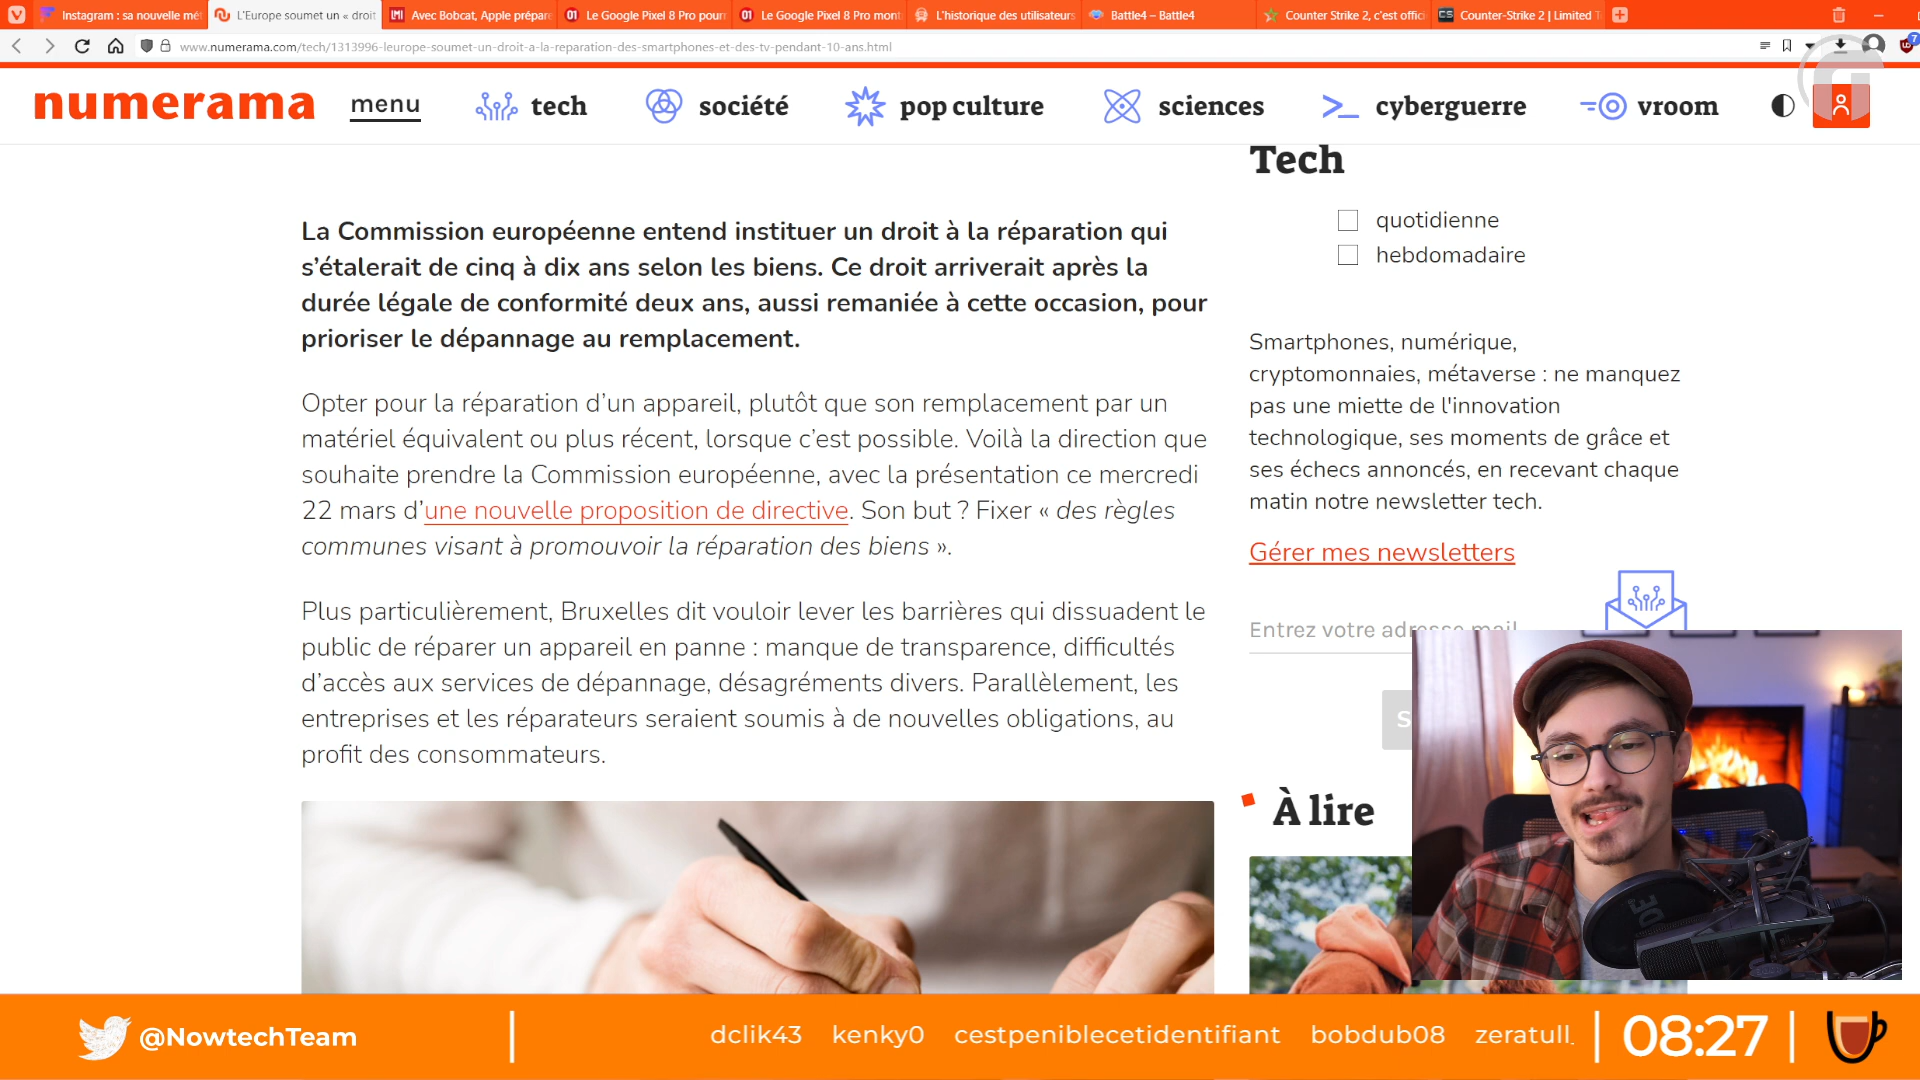 Instagram : sa nouvelle mét
L'Europe soumet un « droit
Avec Bobcat, Apple prépare
Le Google Pixel 8 Pro pourr
Le Google Pixel 8 Pro mont
L'historique des utilisateurs
Battle4 – Battle4
Counter Strike 2, c'est offic
Counter-Strike 2 | Limited T
www.numerama.com/tech/1313996-leurope-soumet-un-droit-a-la-reparation-des-smartphones-et-des-tv-pendant-10-ans.html
7
numerama
menu
tech
société
pop culture
sciences
cyberguerre
vroom
La Commission européenne entend instituer un droit à la réparation qui
s'étalerait de cinq à dix ans selon les biens. Ce droit arriverait après la
durée légale de conformité deux ans, aussi remaniée à cette occasion, pour
prioriser le dépannage au remplacement.
Opter pour la réparation d'un appareil, plutôt que son remplacement par un
matériel équivalent ou plus récent, lorsque c'est possible. Voilà la direction que
souhaite prendre la Commission européenne, avec la présentation ce mercredi
22 mars d'une nouvelle proposition de directive. Son but ? Fixer « des règles
communes visant à promouvoir la réparation des biens ».
Plus particulièrement, Bruxelles dit vouloir lever les barrières qui dissuadent le
public de réparer un appareil en panne : manque de transparence, difficultés
d'accès aux services de dépannage, désagréments divers. Parallèlement, les
entreprises et les réparateurs seraient soumis à de nouvelles obligations, au
profit des consommateurs.
Tech
quotidienne
hebdomadaire
Smartphones, numérique,
cryptomonnaies, métaverse : ne manquez
pas une miette de l'innovation
technologique, ses moments de grâce et
ses échecs annoncés, en recevant chaque
matin notre newsletter tech.
Gérer mes newsletters
Entrez votre adresse mail
S
À lire
@NowtechTeam
dclik43 kenky0 cestpeniblecetidentifiant bobdub08 zeratull_
08:27